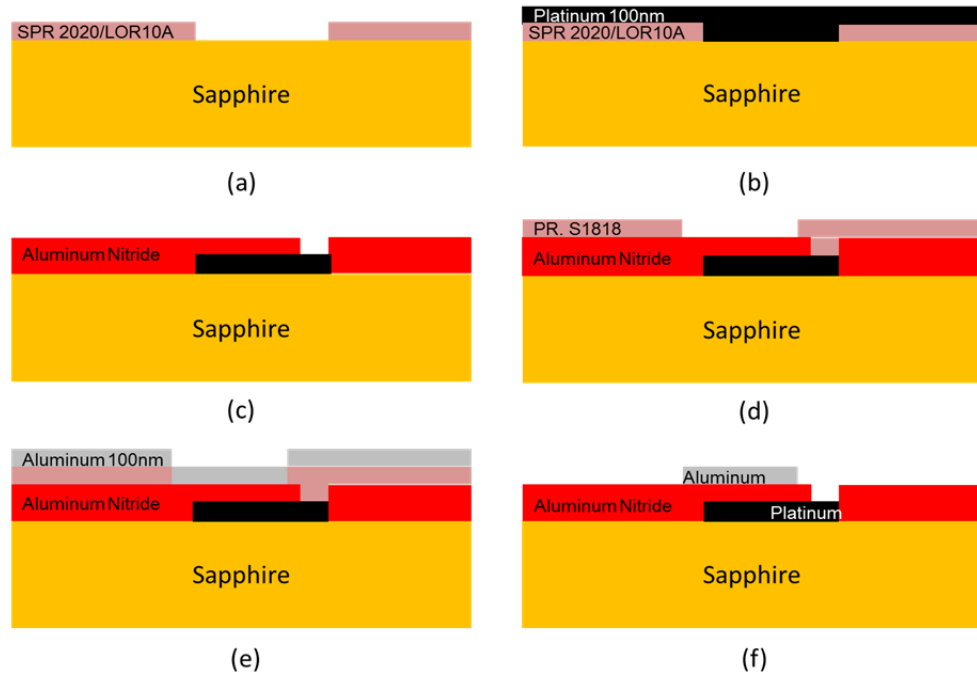 SPR 2020/LOR10A
Sapphire
(a)
Platinum 100nm
SPR 2020/LOR10A
Sapphire
(b)
Aluminum Nitride
Sapphire
(c)
PR. S1818
Aluminum Nitride
Sapphire
(d)
Aluminum 100nm
Aluminum Nitride
Sapphire
(e)
Aluminum
Aluminum Nitride
Platinum
Sapphire
(f)